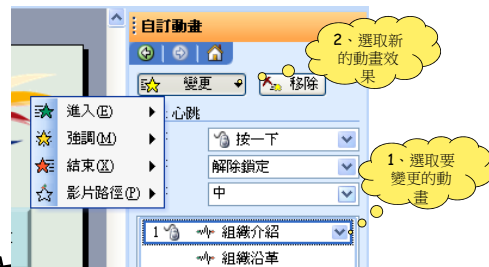 自訂動畫
2、選取新
的動畫效
果
變更
移除
進入(E)
強調(M)
結束(X)
影片路徑(P)
: 心跳
按一下
解除鎖定
中
1、選取要
變更的動
畫
1 組織介紹
組織沿革